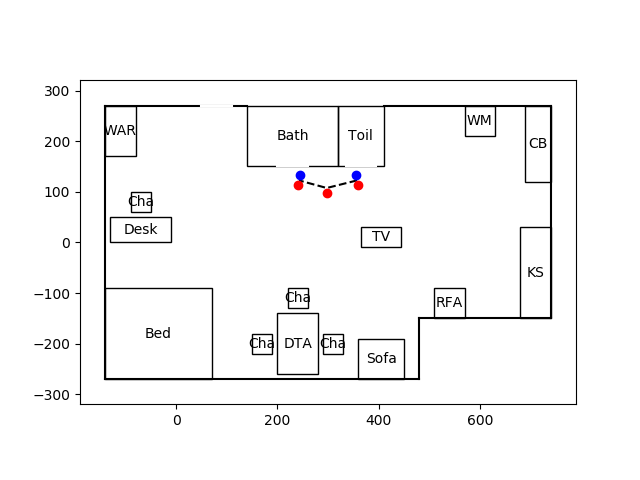 300
200
100
0
−100
−200
−300
0
200
400
600
WAR
Bath
Toil
WM
CB
Cha
Desk
TV
KS
Cha
RFA
Bed
Cha
DTA
Cha
Sofa